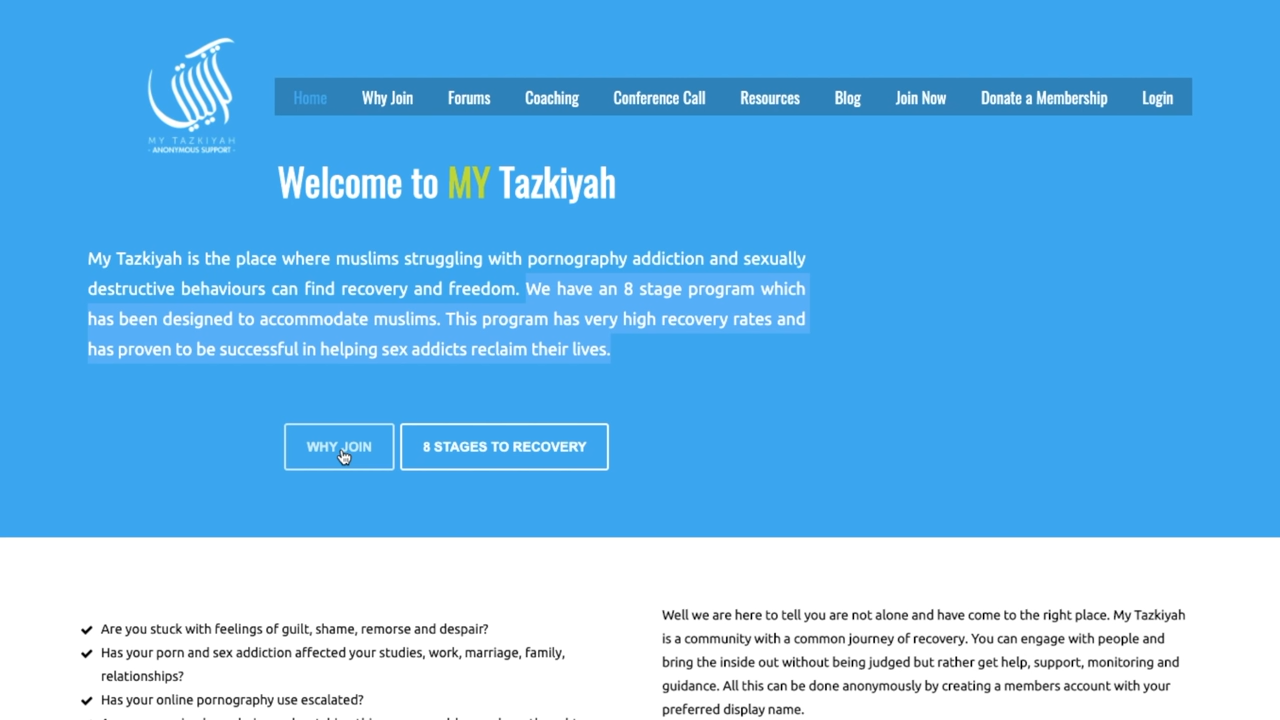 MY TAZKIYAH
- ANONYMOUS SUPPORT -
Home Why Join Forums Coaching Conference Call Resources Blog Join Now Donate a Membership Login
Welcome to MY Tazkiyah
My Tazkiyah is the place where muslims struggling with pornography addiction and sexually
destructive behaviours can find recovery and freedom. We have an 8 stage program which
has been designed to accommodate muslims. This program has very high recovery rates and
has proven to be successful in helping sex addicts reclaim their lives.
WHY JOIN
8 STAGES TO RECOVERY
Are you stuck with feelings of guilt, shame, remorse and despair?
Has your porn and sex addiction affected your studies, work, marriage, family,
relationships?
Has your online pornography use escalated?
Well we are here to tell you are not alone and have come to the right place. My Tazkiyah
is a community with a common journey of recovery. You can engage with people and
bring the inside out without being judged but rather get help, support, monitoring and
guidance. All this can be done anonymously by creating a members account with your
preferred display name.